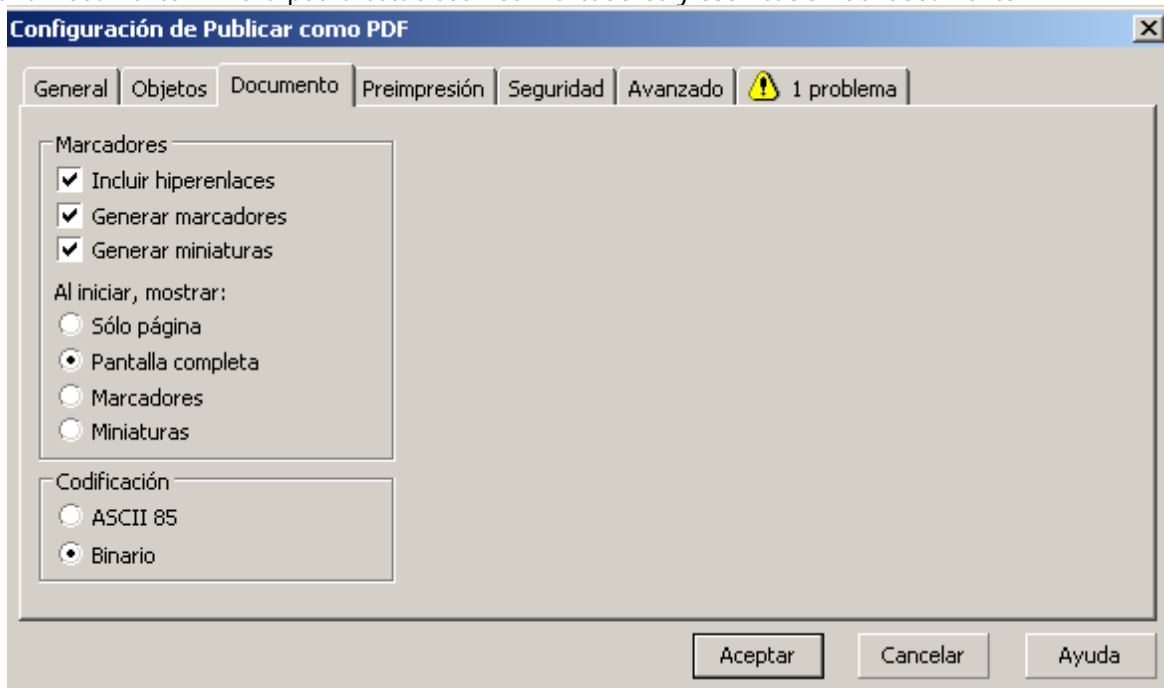 Configuración de Publicar como PDF
General Objetos Documento Preimpresión Seguridad Avanzado 1 problema
Marcadores
Incluir hiperenlaces
Generar marcadores
Generar miniaturas
Al iniciar, mostrar:
Sólo página
Pantalla completa
Marcadores
Miniaturas
Codificación
ASCII 85
Binario
Aceptar Cancelar Ayuda